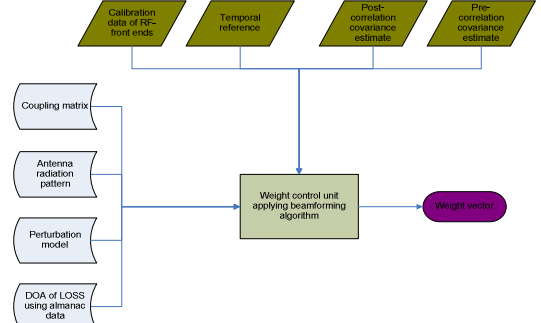 Calibration
data of RF–
front ends
Temporal
reference
Post-
correlation
covariance
estimate
Pre-
correlation
covariance
estimate
Coupling matrix
Antenna
radiation
pattern
Weight control unit
applying beamforming
algorithm
Weight vector
Perturbation
model
DOA of LOSS
using almanac
data